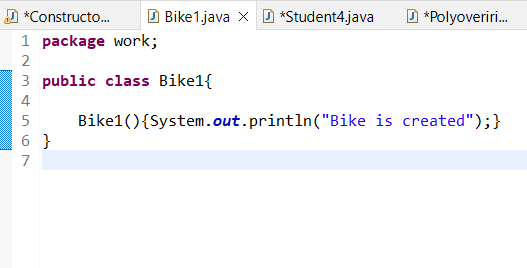 *Constructo... Bike1.java *Student4.java *Polyoveriri...
1 package work;
2
3 public class Bike1{
4
5 Bike1(){System.out.println("Bike is created");}
6 }
7